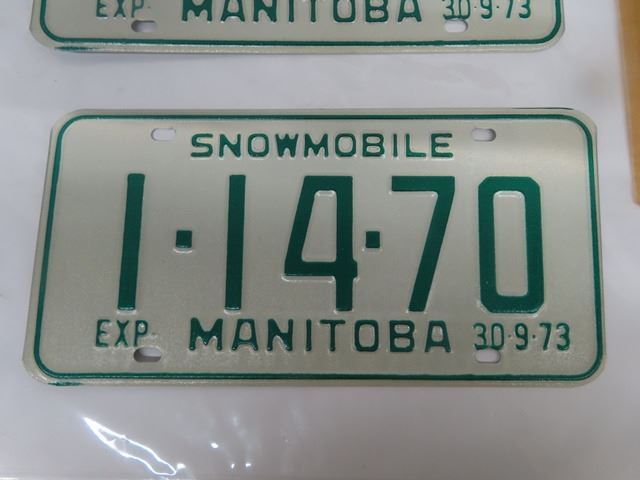 EXP· MANITOBA 30·9·73
SNOWMOBILE
1·14·70
EXP· MANITOBA 30·9·73